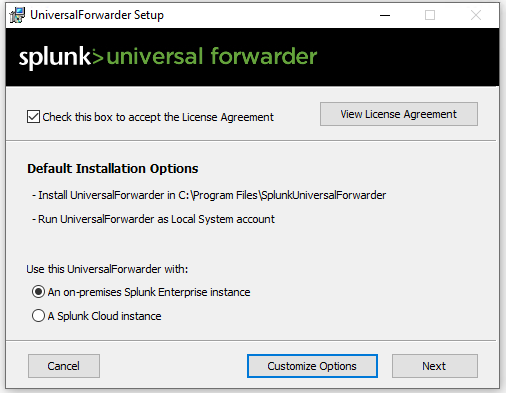 UniversalForwarder Setup
splunk>universal forwarder
Check this box to accept the License Agreement
View License Agreement
Default Installation Options
- Install UniversalForwarder in C:\Program Files\SplunkUniversalForwarder
- Run UniversalForwarder as Local System account
Use this UniversalForwarder with:
An on-premises Splunk Enterprise instance
A Splunk Cloud instance
Cancel
Customize Options
Next